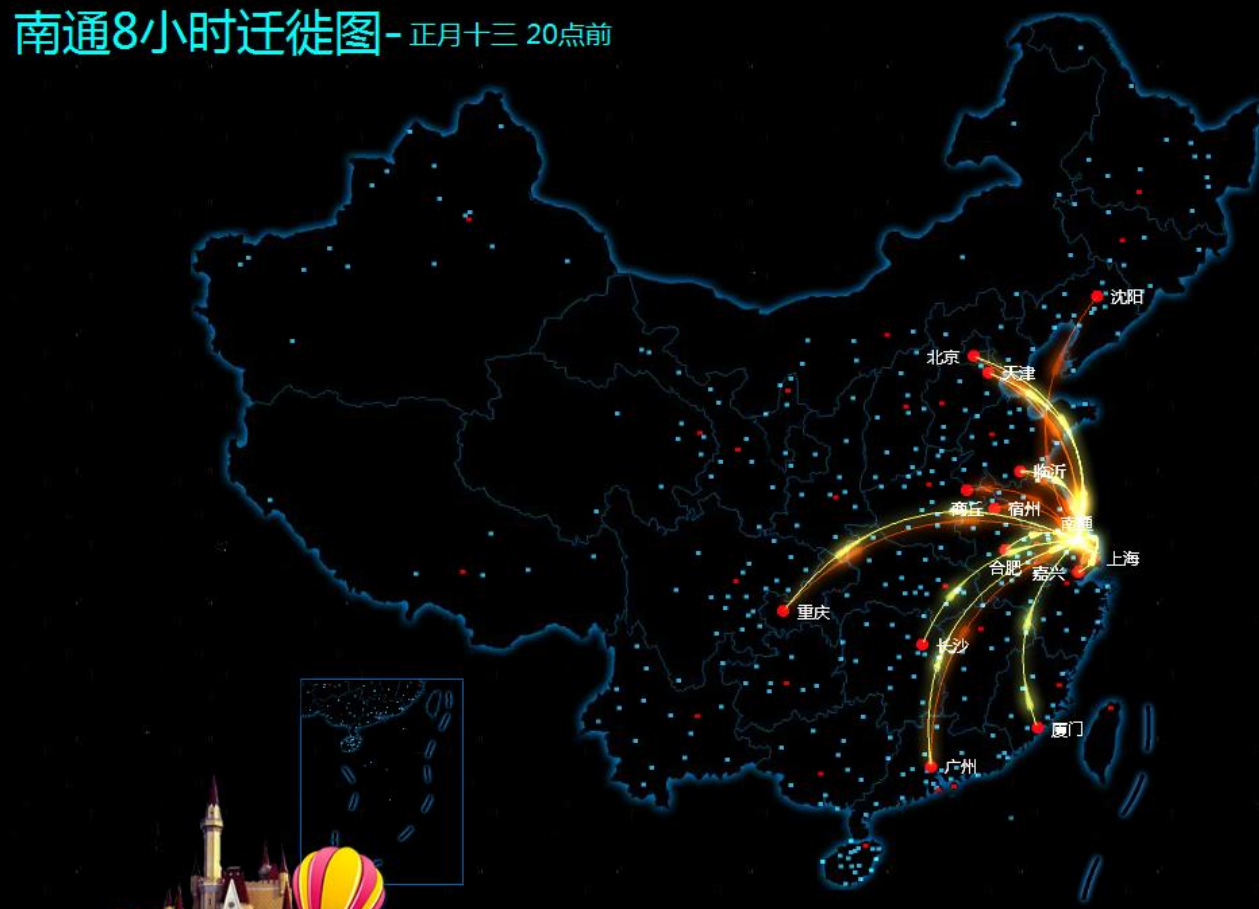 南通8小时迁徙图- 正月十三 20点前
沈阳
北京
天津
临沂
商丘 宿州
南通
上海
合肥 嘉兴
重庆
长沙
厦门
广州